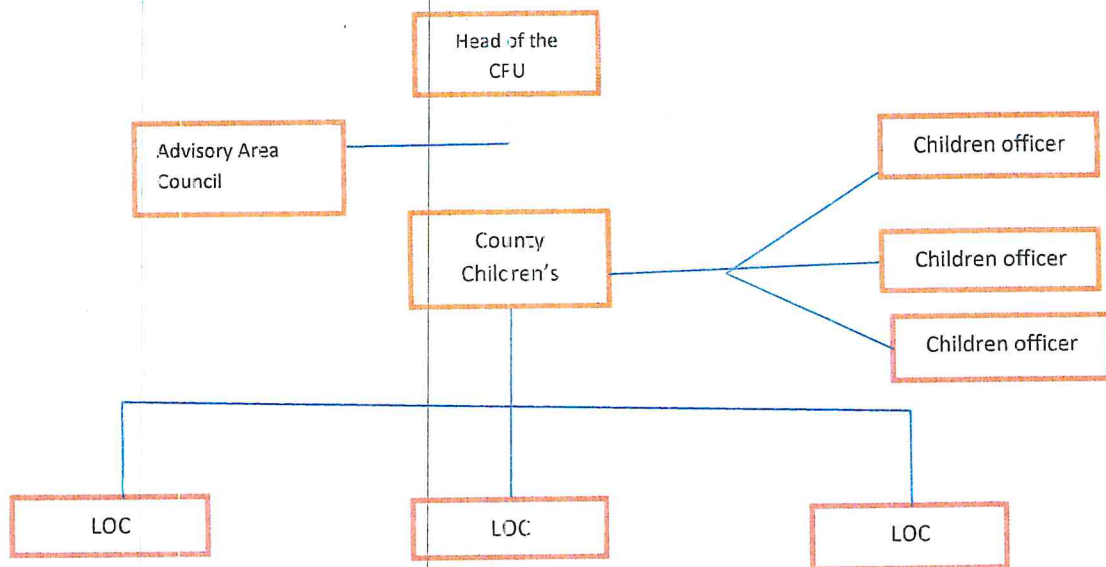 Head of the
CFU
Advisory Area
Council
Children officer
County
Children's
Children officer
Children officer
LOC
LOC
LOC